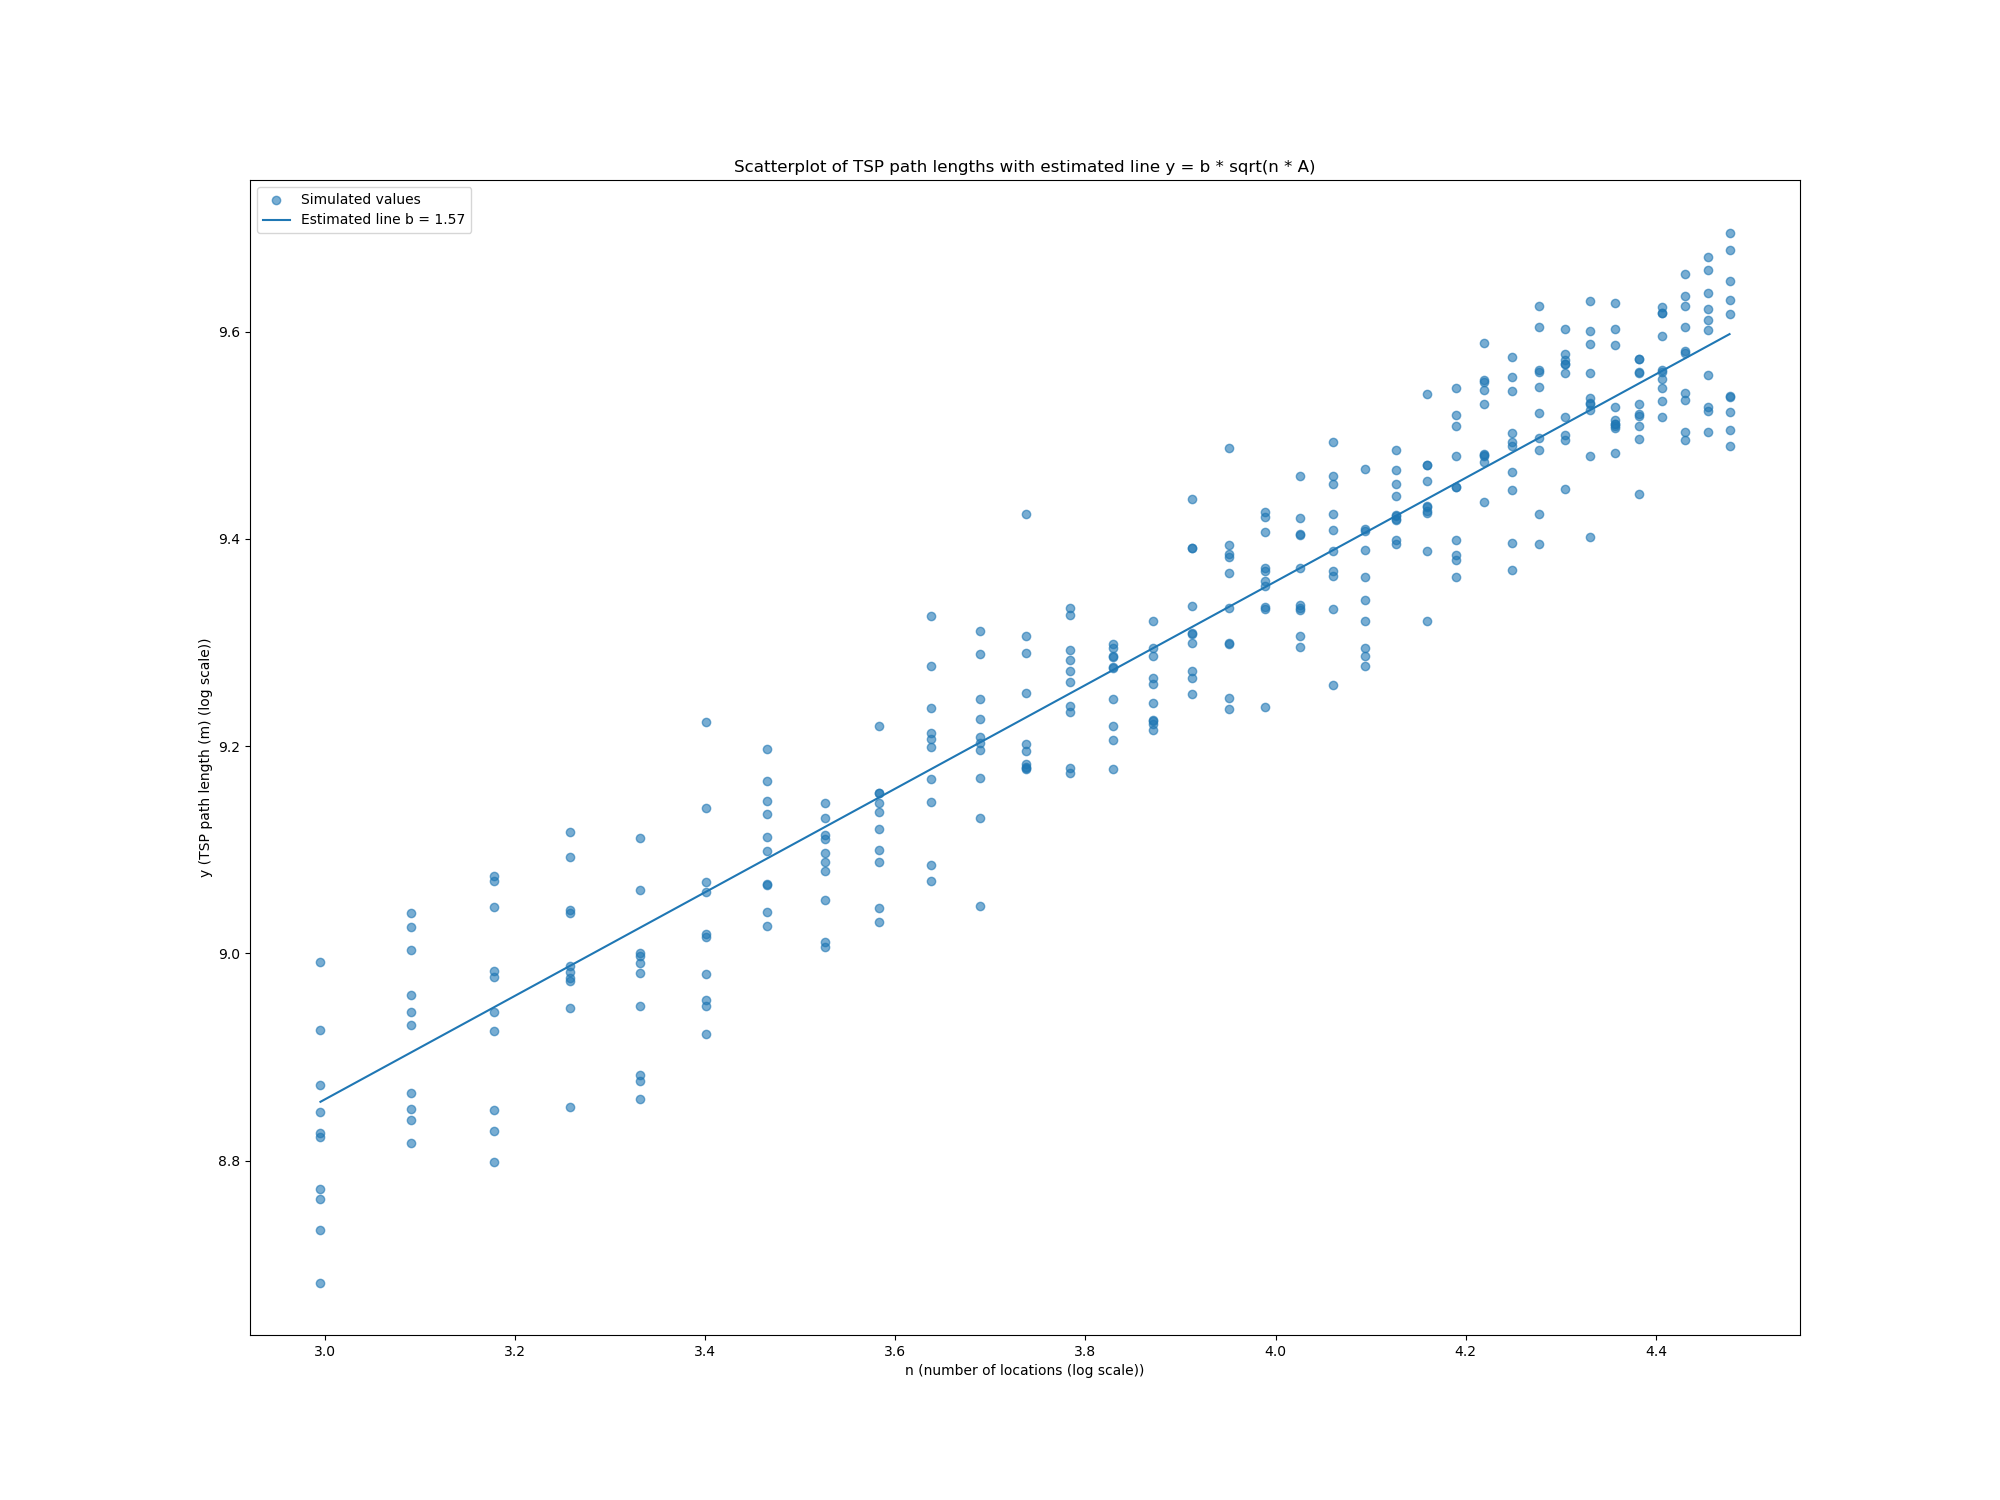 Scatterplot of TSP path lengths with estimated line y = b * sqrt(n * A)
Simulated values
Estimated line b = 1.57
9.6
9.4
9.2
9.0
8.8
y (TSP path length (m) (log scale))
3.0 3.2 3.4 3.6 3.8 4.0 4.2 4.4
n (number of locations (log scale))